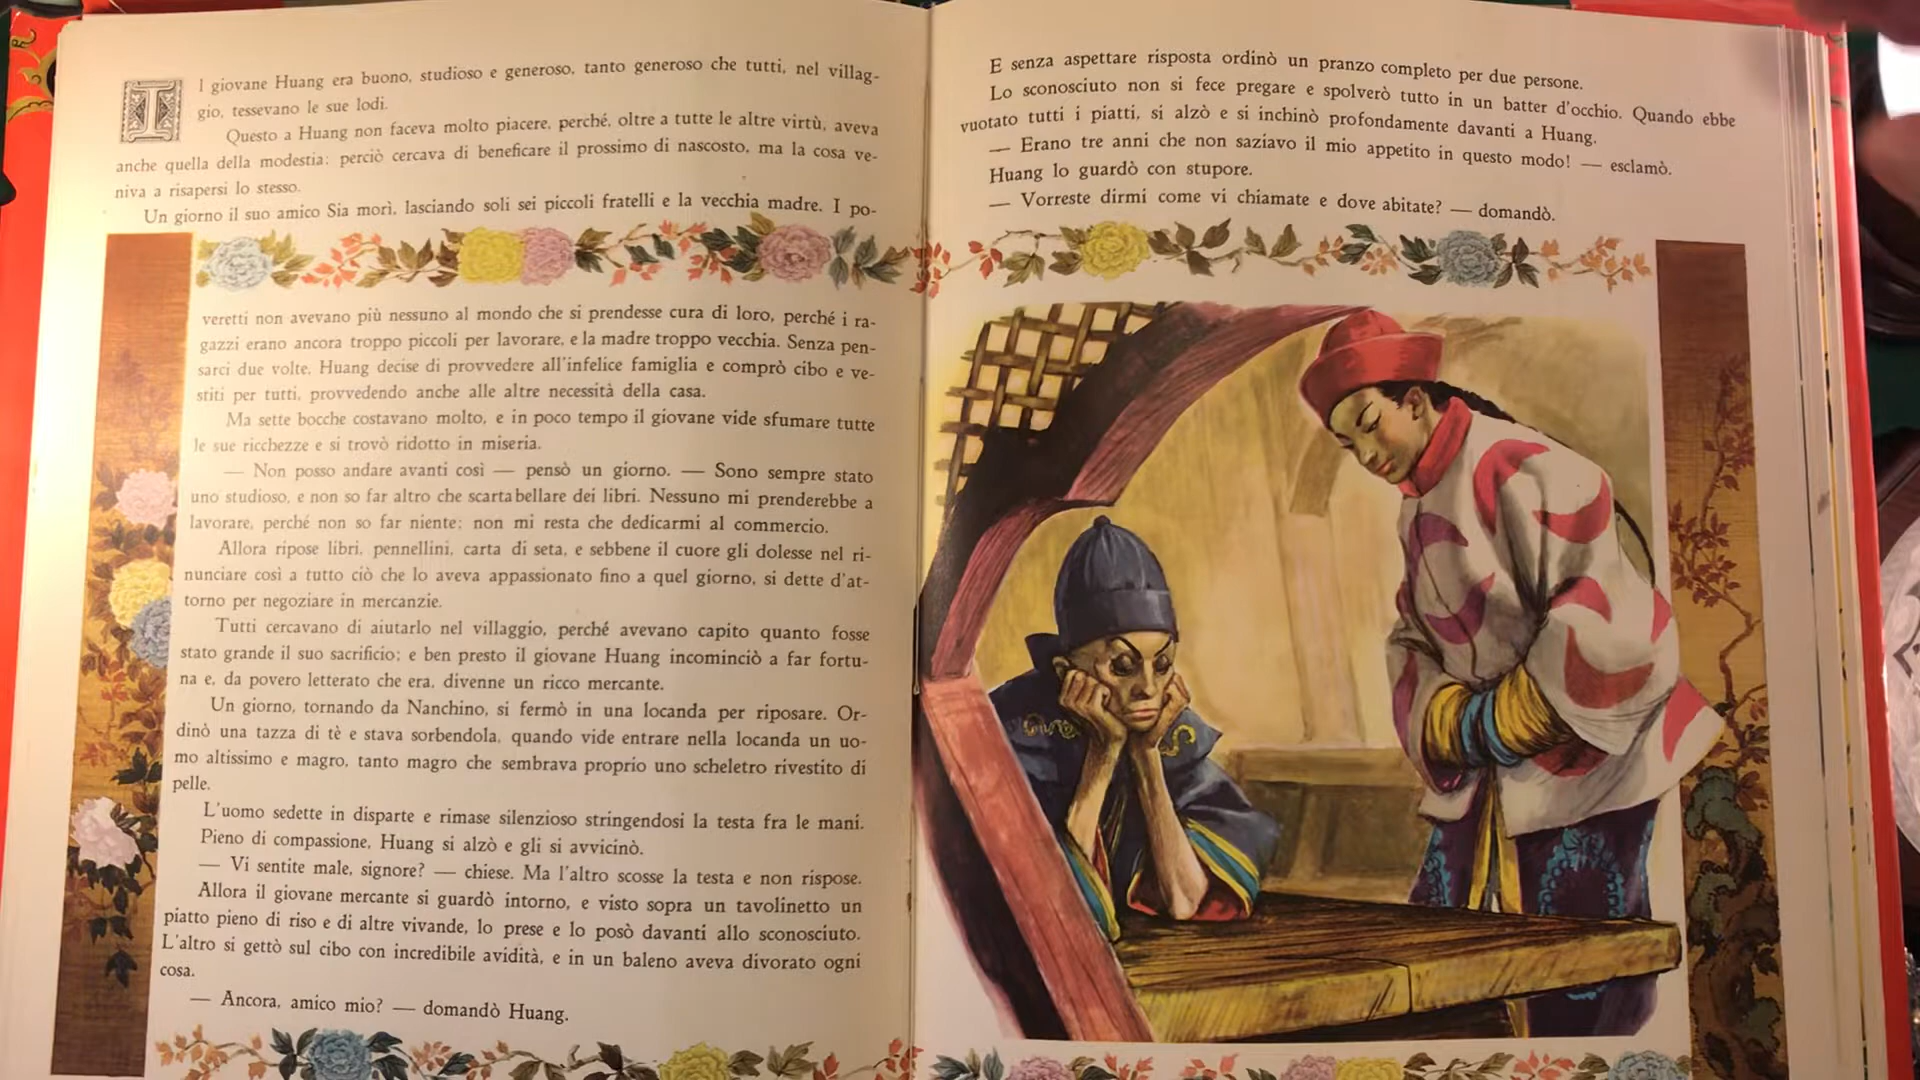 Il giovane Huang era buono, studioso e generoso, tanto generoso che tutti, nel villag-
gio, tessevano le sue lodi.
Questo a Huang non faceva molto piacere, perché, oltre a tutte le altre virtù, aveva
anche quella della modestia; perciò cercava di beneficare il prossimo di nascosto, ma la cosa ve-
niva a risapersi lo stesso.
Un giorno il suo amico Sia morì, lasciando soli sei piccoli fratelli e la vecchia madre. I po-
veretti non avevano più nessuno al mondo che si prendesse cura di loro, perché i ra-
gazzi erano ancora troppo piccoli per lavorare, e la madre troppo vecchia. Senza pen-
sarci due volte, Huang decise di provvedere all'infelice famiglia e comprò cibo e ve-
stiti per tutti, provvedendo anche alle altre necessità della casa.
Ma sette bocche costavano molto, e in poco tempo il giovane vide sfumare tutte
le sue ricchezze e si trovò ridotto in miseria.
— Non posso andare avanti così — pensò un giorno. — Sono sempre stato
uno studioso, e non so far altro che scartabellare dei libri. Nessuno mi prenderebbe a
lavorare, perché non so far niente; non mi resta che dedicarmi al commercio.
Allora ripose libri, pennellini, carta di seta, e sebbene il cuore gli dolesse nel ri-
nunciare così a tutto ciò che lo aveva appassionato fino a quel giorno, si dette d'at-
torno per negoziare in mercanzie.
Tutti cercavano di aiutarlo nel villaggio, perché avevano capito quanto fosse
stato grande il suo sacrificio; e ben presto il giovane Huang incominciò a far fortu-
na e, da povero letterato che era, divenne un ricco mercante.
Un giorno, tornando da Nanchino, si fermò in una locanda per riposare. Or-
dinò una tazza di tè e stava sorbendola, quando vide entrare nella locanda un uo-
mo altissimo e magro, tanto magro che sembrava proprio uno scheletro rivestito di
pelle.
L'uomo sedette in disparte e rimase silenzioso stringendosi la testa fra le mani.
Pieno di compassione, Huang si alzò e gli si avvicinò.
— Vi sentite male, signore? — chiese. Ma l'altro scosse la testa e non rispose.
Allora il giovane mercante si guardò intorno, e visto sopra un tavolinetto un
piatto pieno di riso e di altre vivande, lo prese e lo posò davanti allo sconosciuto.
L'altro si gettò sul cibo con incredibile avidità, e in un baleno aveva divorato ogni
cosa.
— Ancora, amico mio? — domandò Huang.
E senza aspettare risposta ordinò un pranzo completo per due persone.
Lo sconosciuto non si fece pregare e spolverò tutto in un batter d'occhio. Quando ebbe
vuotato tutti i piatti, si alzò e si inchinò profondamente davanti a Huang.
— Erano tre anni che non saziavo il mio appetito in questo modo! — esclamò.
Huang lo guardò con stupore.
— Vorreste dirmi come vi chiamate e dove abitate? — domandò.